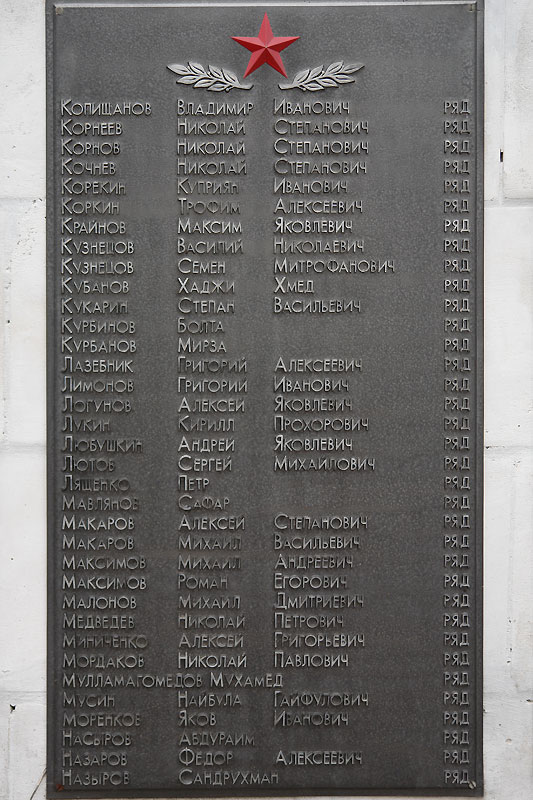 Копищанов Владимир Иванович РЯД
Корнеев Николай Степанович РЯД
Корнов Николай Степанович РЯД
Кочнев Николай Степанович РЯД
Корекин Куприян Иванович РЯД
Коркин Трофим Алексеевич РЯД
Крайнов Максим Яковлевич РЯД
Кузнецов Василий Николаевич РЯД
Кузнецов Семен Митрофанович РЯД
Кубанов Хаджи Хмед РЯД
Кукарин Степан Васильевич РЯД
Курбинов Болта РЯД
Курбанов Мирза РЯД
Лазебник Григорий Алексеевич РЯД
Лимонов Григорий Иванович РЯД
Логунов Алексей Яковлевич РЯД
Лукин Кирилл Прохорович РЯД
Любушкин Андрей Яковлевич РЯД
Лютов Сергей Михайлович РЯД
Лященко Петр РЯД
Мавлянов Сафар РЯД
Макаров Алексей Степанович РЯД
Макаров Михаил Васильевич РЯД
Максимов Михаил Андреевич РЯД
Максимов Роман Егорович РЯД
Малонов Михаил Дмитриевич РЯД
Медведев Николай Петрович РЯД
Миниченко Алексей Григорьевич РЯД
Мордаков Николай Павлович РЯД
Мулламагомедов Мухамед РЯД
Мусин Найбула Гайфулович РЯД
Моренков Яков Иванович РЯД
Насыров Абдураим РЯД
Назаров Федор Алексеевич РЯД
Назыров Сандрухман РЯД